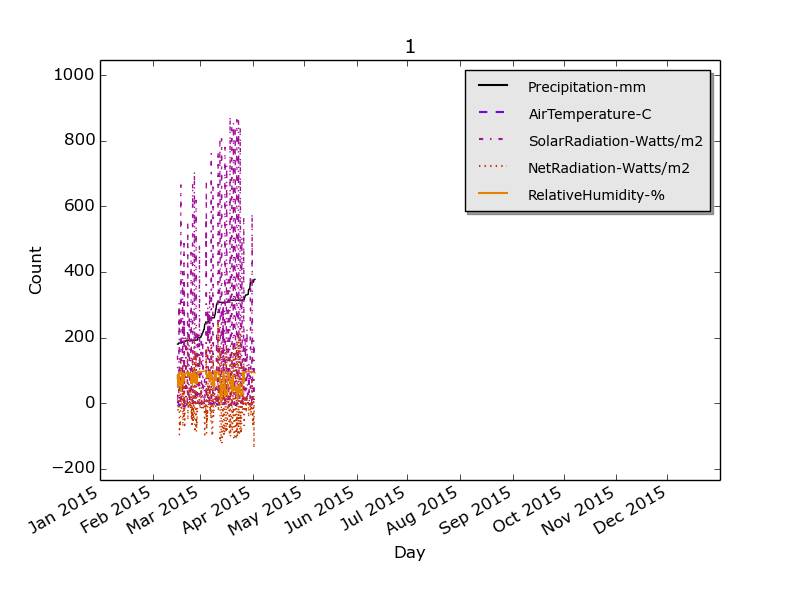 1
1000
800
600
400
200
0
−200
Count
Precipitation-mm
AirTemperature-C
SolarRadiation-Watts/m2
NetRadiation-Watts/m2
RelativeHumidity-%
Jan 2015
Feb 2015
Mar 2015
Apr 2015
May 2015
Jun 2015
Jul 2015
Aug 2015
Sep 2015
Oct 2015
Nov 2015
Dec 2015
Day